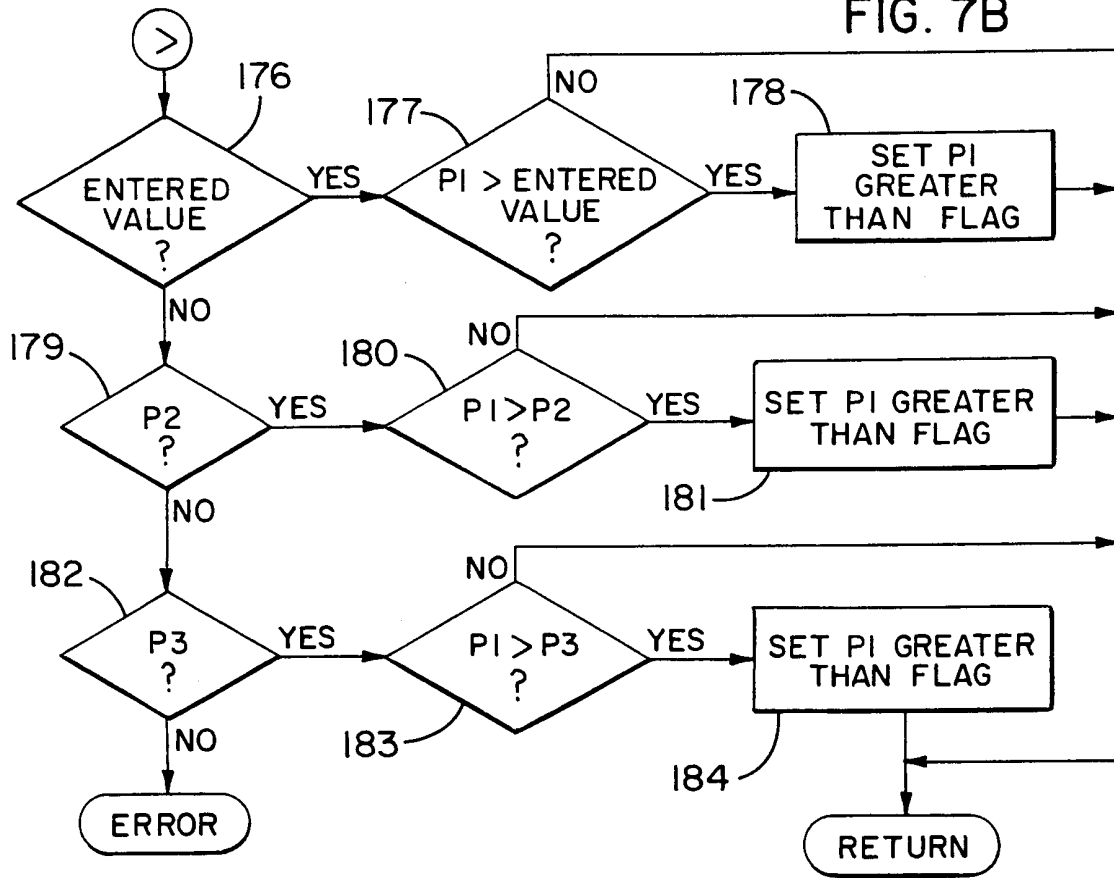 FIG. 7B
>
176
177
178
NO
ENTERED
VALUE
?
YES
P1 > ENTERED
VALUE
?
YES
SET P1
GREATER
THAN FLAG
NO
179
180
NO
P2
?
YES
P1>P2
?
YES
SET P1 GREATER
THAN FLAG
181
NO
182
NO
P3
?
YES
P1>P3
?
YES
SET P1 GREATER
THAN FLAG
183
184
NO
ERROR
RETURN